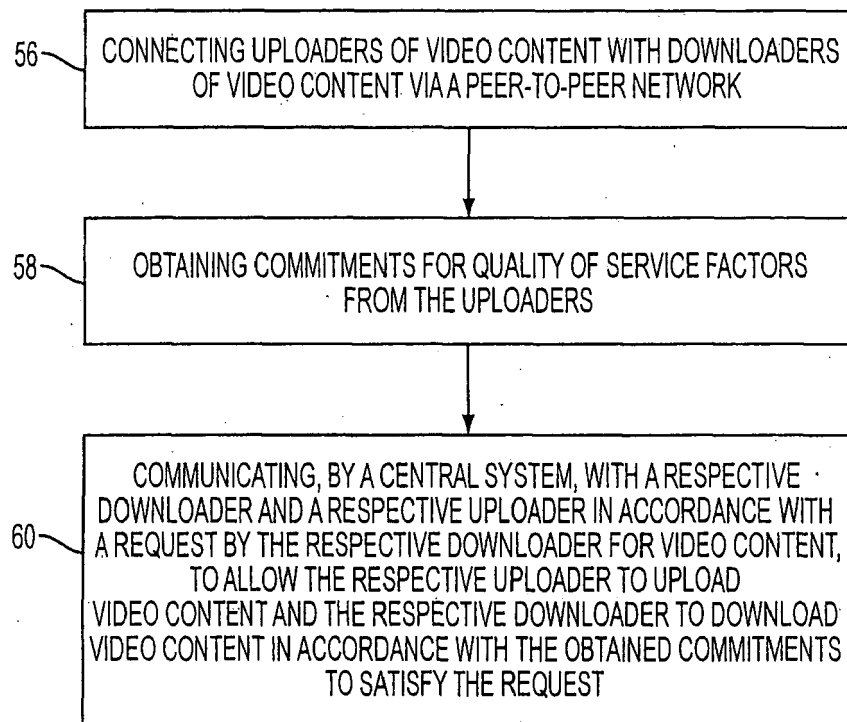 56
CONNECTING UPLOADERS OF VIDEO CONTENT WITH DOWNLOADERS
OF VIDEO CONTENT VIA A PEER-TO-PEER NETWORK
58
OBTAINING COMMITMENTS FOR QUALITY OF SERVICE FACTORS
FROM THE UPLOADERS
60
COMMUNICATING, BY A CENTRAL SYSTEM, WITH A RESPECTIVE
DOWNLOADER AND A RESPECTIVE UPLOADER IN ACCORDANCE WITH
A REQUEST BY THE RESPECTIVE DOWNLOADER FOR VIDEO CONTENT,
TO ALLOW THE RESPECTIVE UPLOADER TO UPLOAD
VIDEO CONTENT AND THE RESPECTIVE DOWNLOADER TO DOWNLOAD
VIDEO CONTENT IN ACCORDANCE WITH THE OBTAINED COMMITMENTS
TO SATISFY THE REQUEST